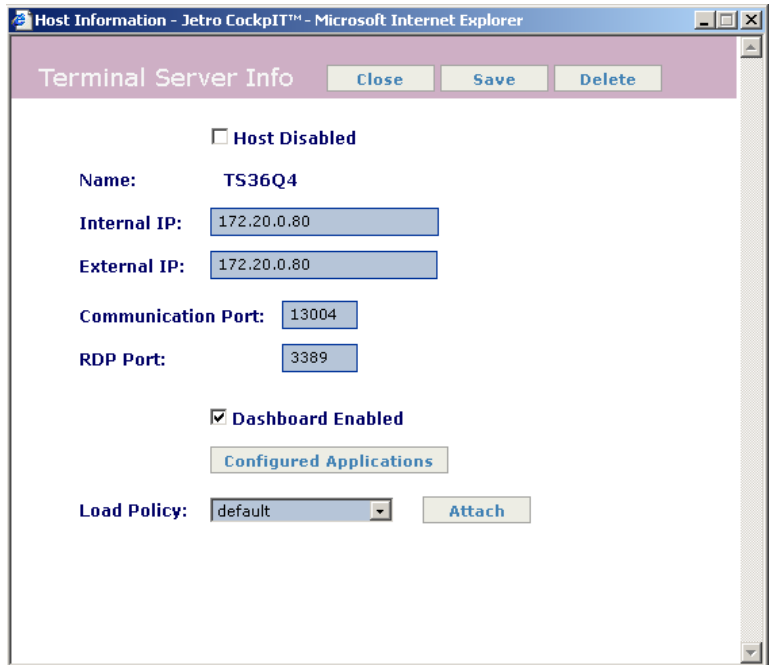 Host Information - Jetro CockpIT™ - Microsoft Internet Explorer
Terminal Server Info Close Save Delete
Host Disabled
Name: TS36Q4
Internal IP: 172.20.0.80
External IP: 172.20.0.80
Communication Port: 13004
RDP Port: 3389
Dashboard Enabled
Configured Applications
Load Policy: default Attach